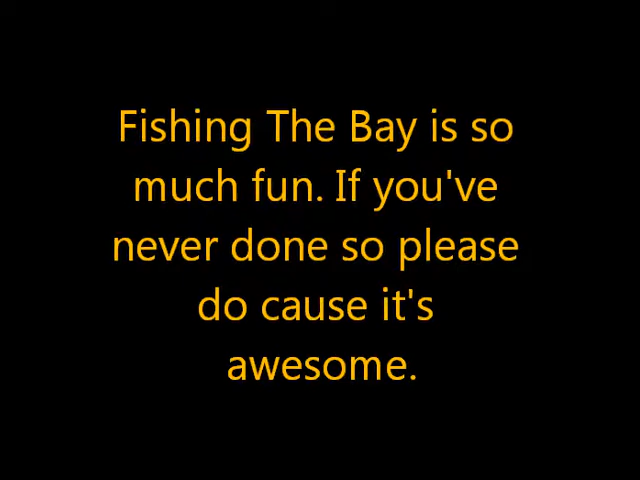 Fishing The Bay is so
much fun. If you've
never done so please
do cause it's
awesome.